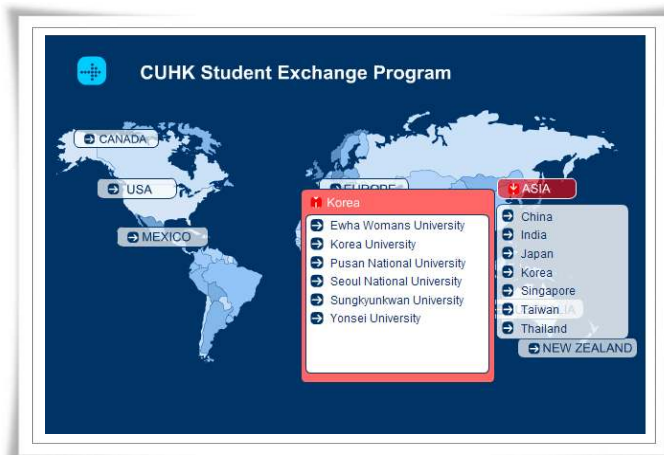 CUHK Student Exchange Program
CANADA
USA
EUROPE
ASIA
MEXICO
Korea
Ewha Womans University
Korea University
Pusan National University
Seoul National University
Sungkyunkwan University
Yonsei University
China
India
Japan
Korea
Singapore
Taiwan
Thailand
NEW ZEALAND